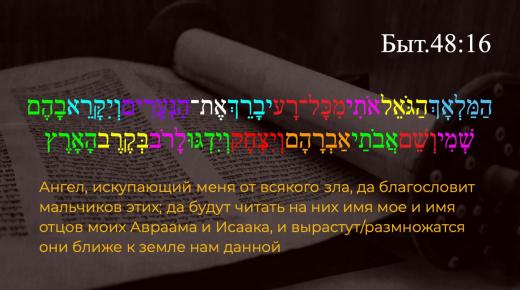 Быт.48:16
הַמַּלְאָךְ הַגֹּאֵל אֹתִי מִכָּל־רָע יְבָרֵךְ אֶת־הַנְּעָרִים וְיִקָּרֵא בָהֶם
שְׁמִי וְשֵׁם אֲבֹתַי אַבְרָהָם וְיִצְחָק וְיִדְגּוּ לָרֹב בְּקֶרֶב הָאָרֶץ
Ангел, искупающий меня от всякого зла, да благословит
мальчиков этих; да будут читать на них имя мое и имя
отцов моих Авраама и Исаака, и вырастут/размножатся
они ближе к земле нам данной